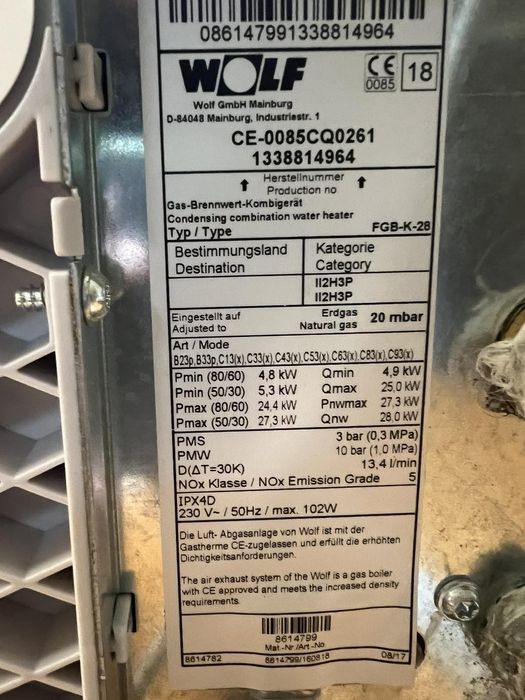 086147991338814964
WOLF
CE 0085
18
Wolf GmbH Mainburg
D-84048 Mainburg, Industriestr. 1
CE-0085CQ0261
1338814964
Herstellnummer
Production no
Gas-Brennwert-Kombigerät
Condensing combination water heater
Typ / Type FGB-K-28
Bestimmungsland Kategorie
Destination Category
II2H3P
II2H3P
Eingestellt auf Erdgas 20 mbar
Adjusted to Natural gas
Art / Mode
B23p,B33p,C13(x),C33(x),C43(x),C53(x),C63(x),C83(x),C93(x)
Pmin (80/60) 4,8 kW Qmin 4,9 kW
Pmin (50/30) 5,3 kW Qmax 25,0 kW
Pmax (80/60) 24,4 kW Pnwmax 27,3 kW
Pmax (50/30) 27,3 kW Qnw 28,0 kW
PMS 3 bar (0,3 MPa)
PMW 10 bar (1,0 MPa)
D(ΔT=30K) 13,4 l/min
NOx Klasse / NOx Emission Grade 5
IPX4D
230 V~ / 50Hz / max. 102W
Die Luft- Abgasanlage von Wolf ist mit der
Gastherme CE-zugelassen und erfüllt die erhöhten
Dichtigkeitsanforderungen.
The air exhaust system of the Wolf is a gas boiler
with CE approved and meets the increased density
requirements.
8614799
Mat.-Nr./Art.-No
8614782 8614799/160818 08/17